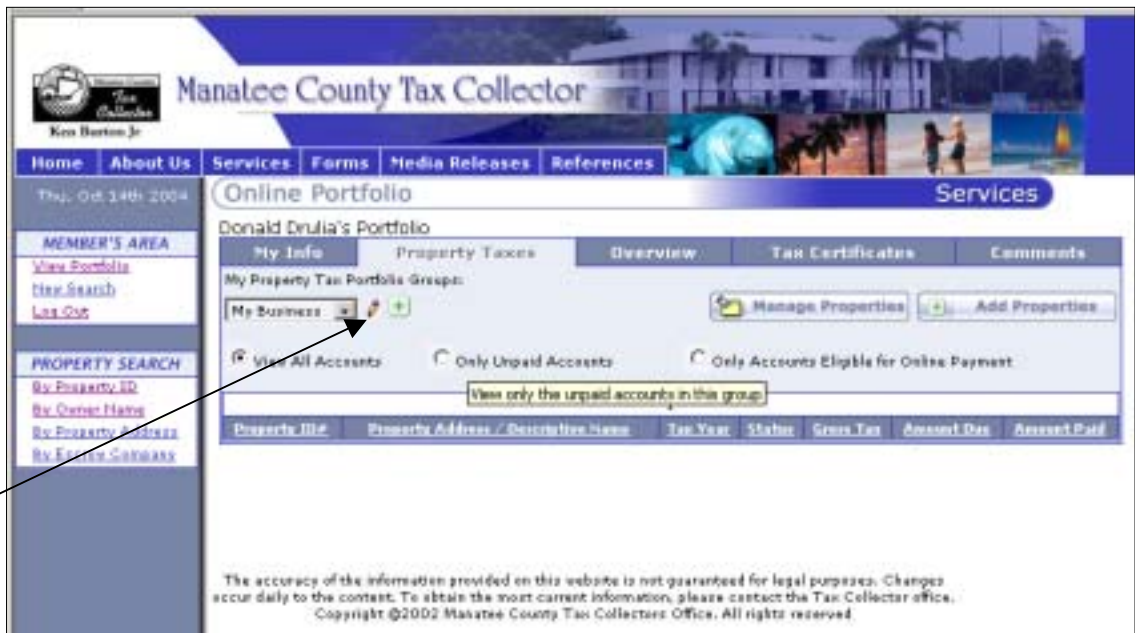 Tax
Collector
Manatee County Tax Collector
Ken Burton Jr
Home About Us Services Forms Media Releases References
Thu, Oct 14th 2004
Online Portfolio
Services
Donald Drulia's Portfolio
MEMBER'S AREA
View Portfolio
New Search
Log Out
My Info Property Taxes Overview Tax Certificates Comments
My Property Tax Portfolio Groups:
My Business
Manage Properties
Add Properties
View All Accounts Only Unpaid Accounts Only Accounts Eligible for Online Payment
View only the unpaid accounts in this group
PROPERTY SEARCH
By Property ID
By Owner Name
By Property Address
By Escrow Company
Property ID# Property Address / Descriptive Name Tax Year Status Gross Tax Amount Due Amount Paid
The accuracy of the information provided on this website is not guaranteed for legal purposes. Changes
occur daily to the content. To obtain the most current information, please contact the Tax Collector office.
Copyright @2002 Manatee County Tax Collectors Office. All rights reserved